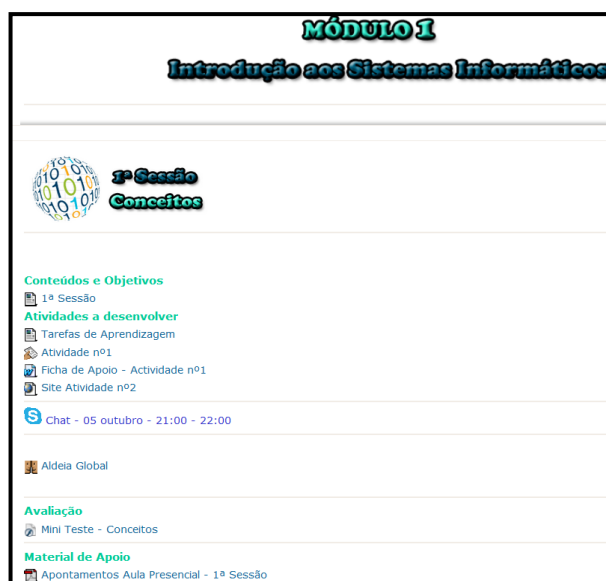 MÓDULO 1
Introdução aos Sistemas Informáticos
1ª Sessão
Conceitos
Conteúdos e Objetivos
1ª Sessão
Atividades a desenvolver
Tarefas de Aprendizagem
Atividade nº1
Ficha de Apoio - Actividade nº1
Site Atividade nº2
Chat - 05 outubro - 21:00 - 22:00
Aldeia Global
Avaliação
Mini Teste - Conceitos
Material de Apoio
Apontamentos Aula Presencial - 1ª Sessão